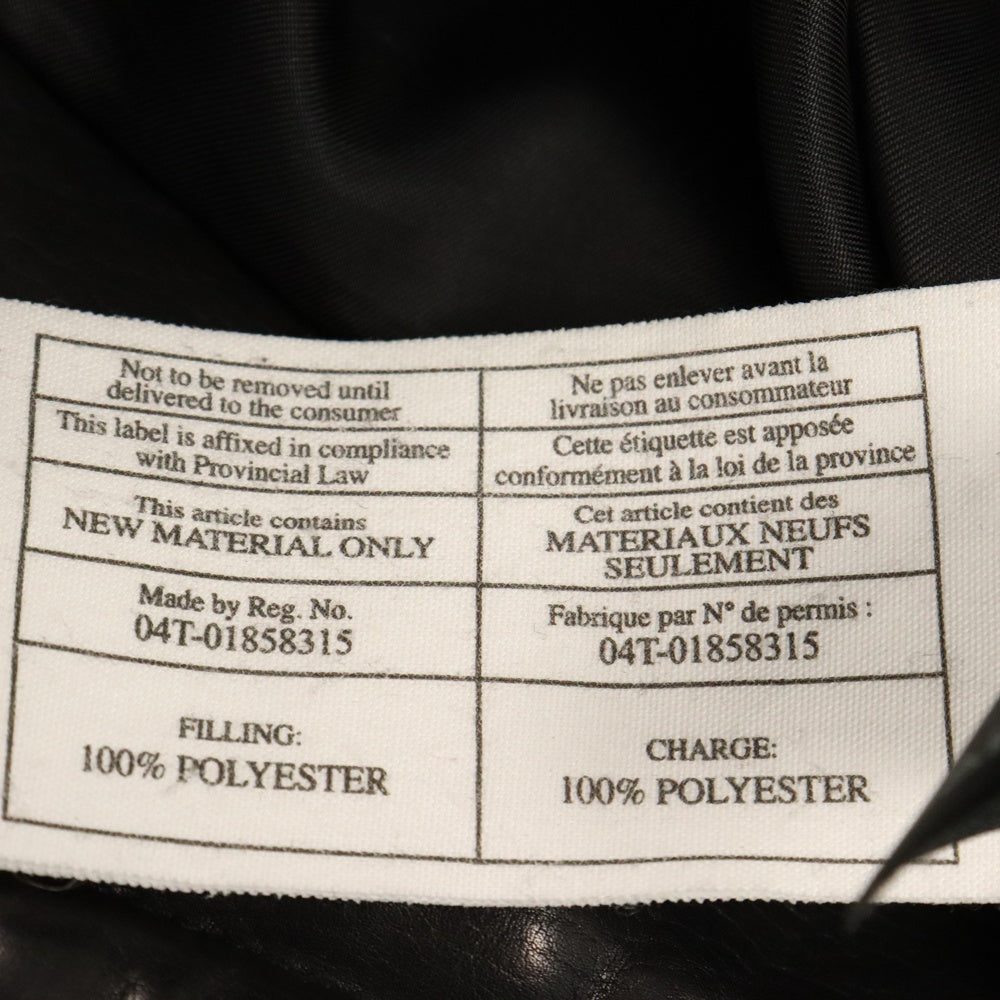 Not to be removed until
delivered to the consumer
This label is affixed in compliance
with Provincial Law
This article contains
NEW MATERIAL ONLY
Made by Reg. No.
04T-01858315
FILLING:
100% POLYESTER
Ne pas enlever avant la
livraison au consommateur
Cette étiquette est apposée
conformément à la loi de la province
Cet article contient des
MATERIAUX NEUFS
SEULEMENT
Fabrique par N° de permis :
04T-01858315
CHARGE:
100% POLYESTER